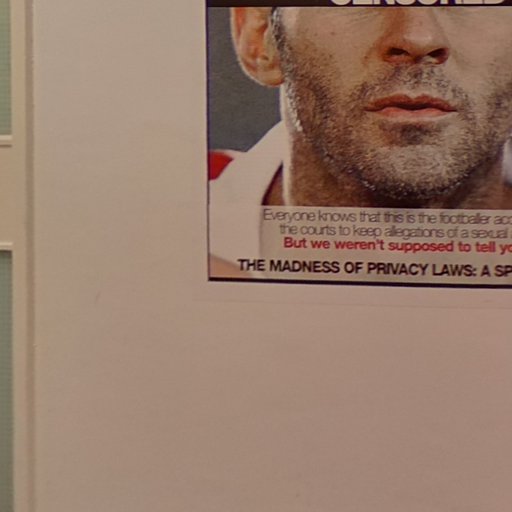 CENSORED
Everyone knows that this is the footballer
the courts to keep allegations of a sexual
But we weren't supposed to tell
THE MADNESS OF PRIVACY LAWS: A